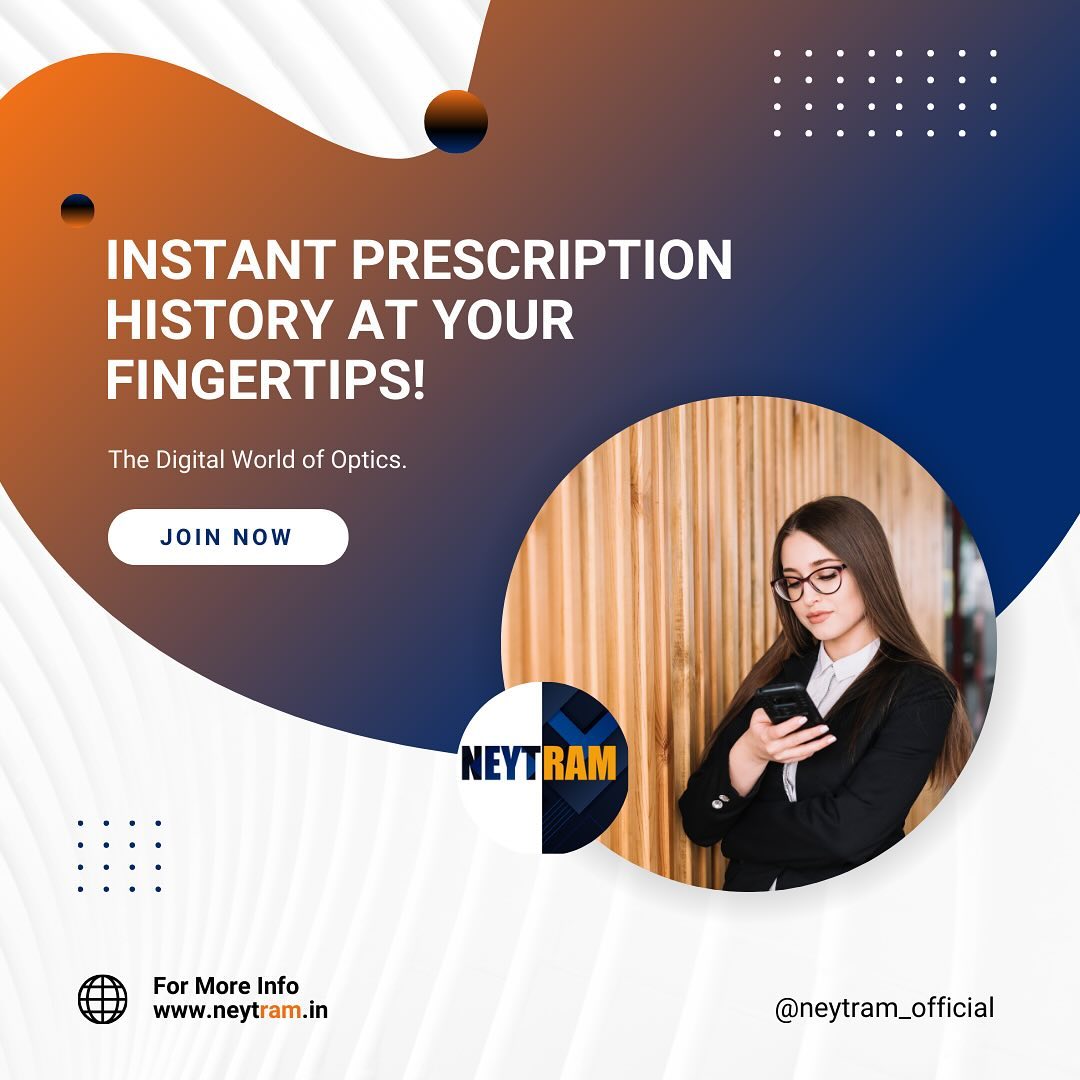 INSTANT PRESCRIPTION
HISTORY AT YOUR
FINGERTIPS!
The Digital World of Optics.
JOIN NOW
NEYTRAM
For More Info
www.neytram.in
@neytram_official